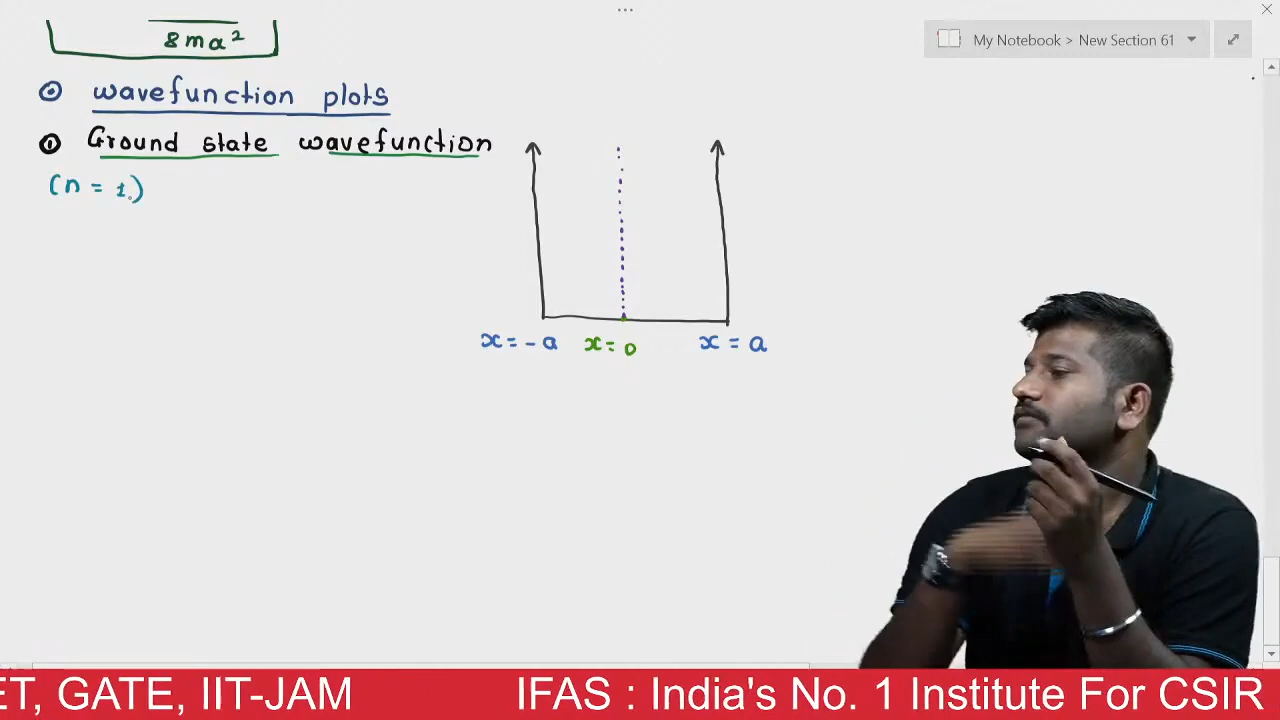 My Notebook > New Section 61
8ma²
wavefunction plots
① Ground state wavefunction
(n = 1)
x = -a x = 0 x = a
ET, GATE, IIT-JAM IFAS : India's No. 1 Institute For CSIR